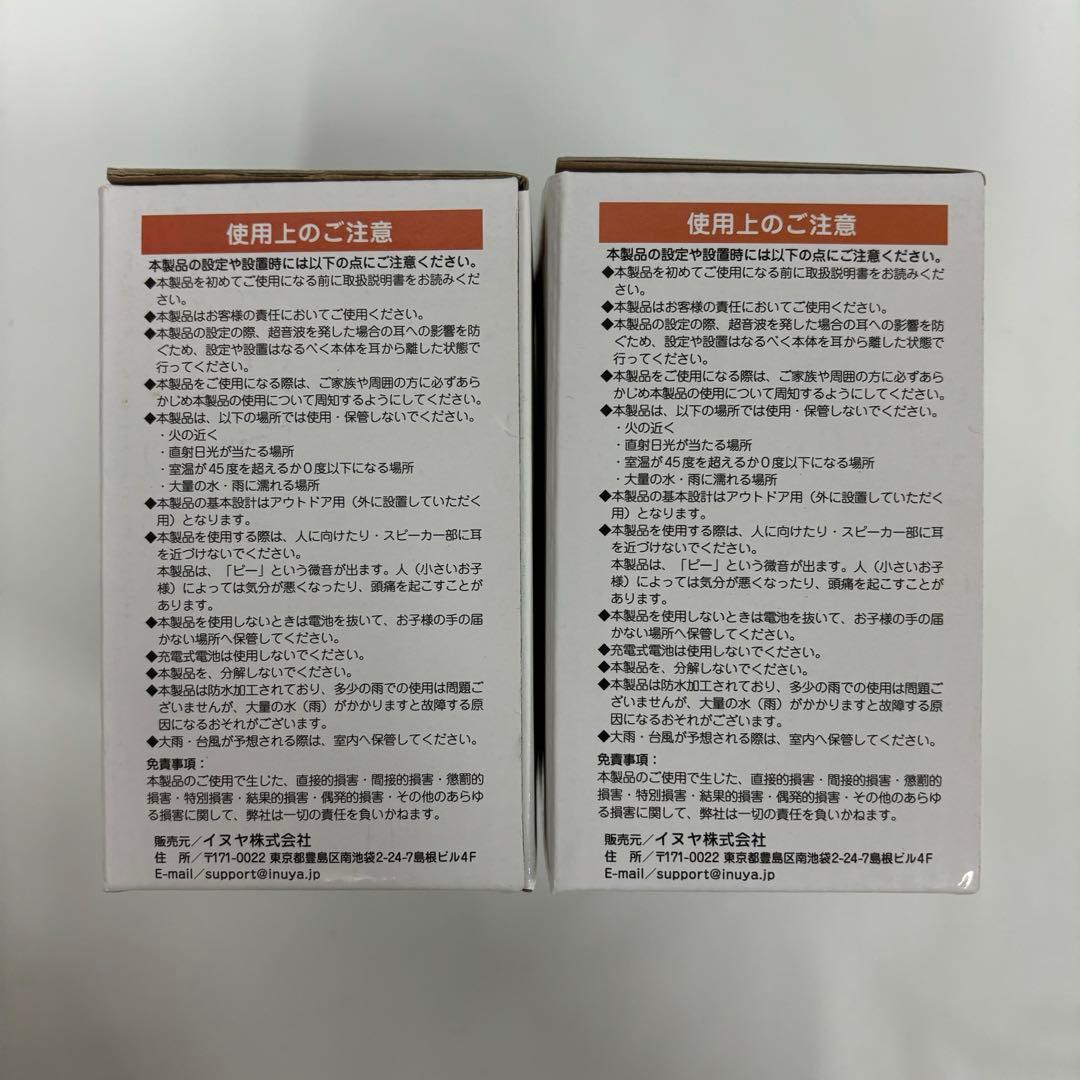 使用上のご注意
本製品の設定や設置時には以下の点にご注意ください。
◆本製品を初めてご使用になる前に取扱説明書をお読みくだ
さい。
◆本製品はお客様の責任においてご使用ください。
◆本製品の設定の際、超音波を発した場合の耳への影響を防
ぐため、設定や設置はなるべく本体を耳から離した状態で
行ってください。
◆本製品をご使用になる際は、ご家族や周囲の方に必ずあら
かじめ本製品の使用について周知するようにしてください。
◆本製品は、以下の場所では使用・保管しないでください。
・火の近く
・直射日光が当たる場所
・室温が45度を超えるか0度以下になる場所
・大量の水・雨に濡れる場所
◆本製品の基本設計はアウトドア用（外に設置していただく
用）となります。
◆本製品を使用する際は、人に向けたり・スピーカー部に耳
を近づけないでください。
本製品は、「ピー」という微音が出ます。人（小さいお子
様）によっては気分が悪くなったり、頭痛を起こすことが
あります。
◆本製品を使用しないときは電池を抜いて、お子様の手の届
かない場所へ保管してください。
◆充電式電池は使用しないでください。
◆本製品を、分解しないでください。
◆本製品は防水加工されており、多少の雨での使用は問題ご
ざいませんが、大量の水（雨）がかかりますと故障する原
因になるおそれがございます。
◆大雨・台風が予想される際は、室内へ保管してください。
免責事項：
本製品のご使用で生じた、直接的損害・間接的損害・懲罰的
損害・特別損害・結果的損害・偶発的損害・その他のあらゆ
る損害に関して、弊社は一切の責任を負いかねます。
販売元／イヌヤ株式会社
住　所／〒171-0022 東京都豊島区南池袋2-24-7島根ビル4F
E-mail／support@inuya.jp
使用上のご注意
本製品の設定や設置時には以下の点にご注意ください。
◆本製品を初めてご使用になる前に取扱説明書をお読みくだ
さい。
◆本製品はお客様の責任においてご使用ください。
◆本製品の設定の際、超音波を発した場合の耳への影響を防
ぐため、設定や設置はなるべく本体を耳から離した状態で
行ってください。
◆本製品をご使用になる際は、ご家族や周囲の方に必ずあら
かじめ本製品の使用について周知するようにしてください。
◆本製品は、以下の場所では使用・保管しないでください。
・火の近く
・直射日光が当たる場所
・室温が45度を超えるか0度以下になる場所
・大量の水・雨に濡れる場所
◆本製品の基本設計はアウトドア用（外に設置していただく
用）となります。
◆本製品を使用する際は、人に向けたり・スピーカー部に耳
を近づけないでください。
本製品は、「ピー」という微音が出ます。人（小さいお子
様）によっては気分が悪くなったり、頭痛を起こすことが
あります。
◆本製品を使用しないときは電池を抜いて、お子様の手の届
かない場所へ保管してください。
◆充電式電池は使用しないでください。
◆本製品を、分解しないでください。
◆本製品は防水加工されており、多少の雨での使用は問題ご
ざいませんが、大量の水（雨）がかかりますと故障する原
因になるおそれがございます。
◆大雨・台風が予想される際は、室内へ保管してください。
免責事項：
本製品のご使用で生じた、直接的損害・間接的損害・懲罰的
損害・特別損害・結果的損害・偶発的損害・その他のあらゆ
る損害に関して、弊社は一切の責任を負いかねます。
販売元／イヌヤ株式会社
住　所／〒171-0022 東京都豊島区南池袋2-24-7島根ビル4F
E-mail／support@inuya.jp